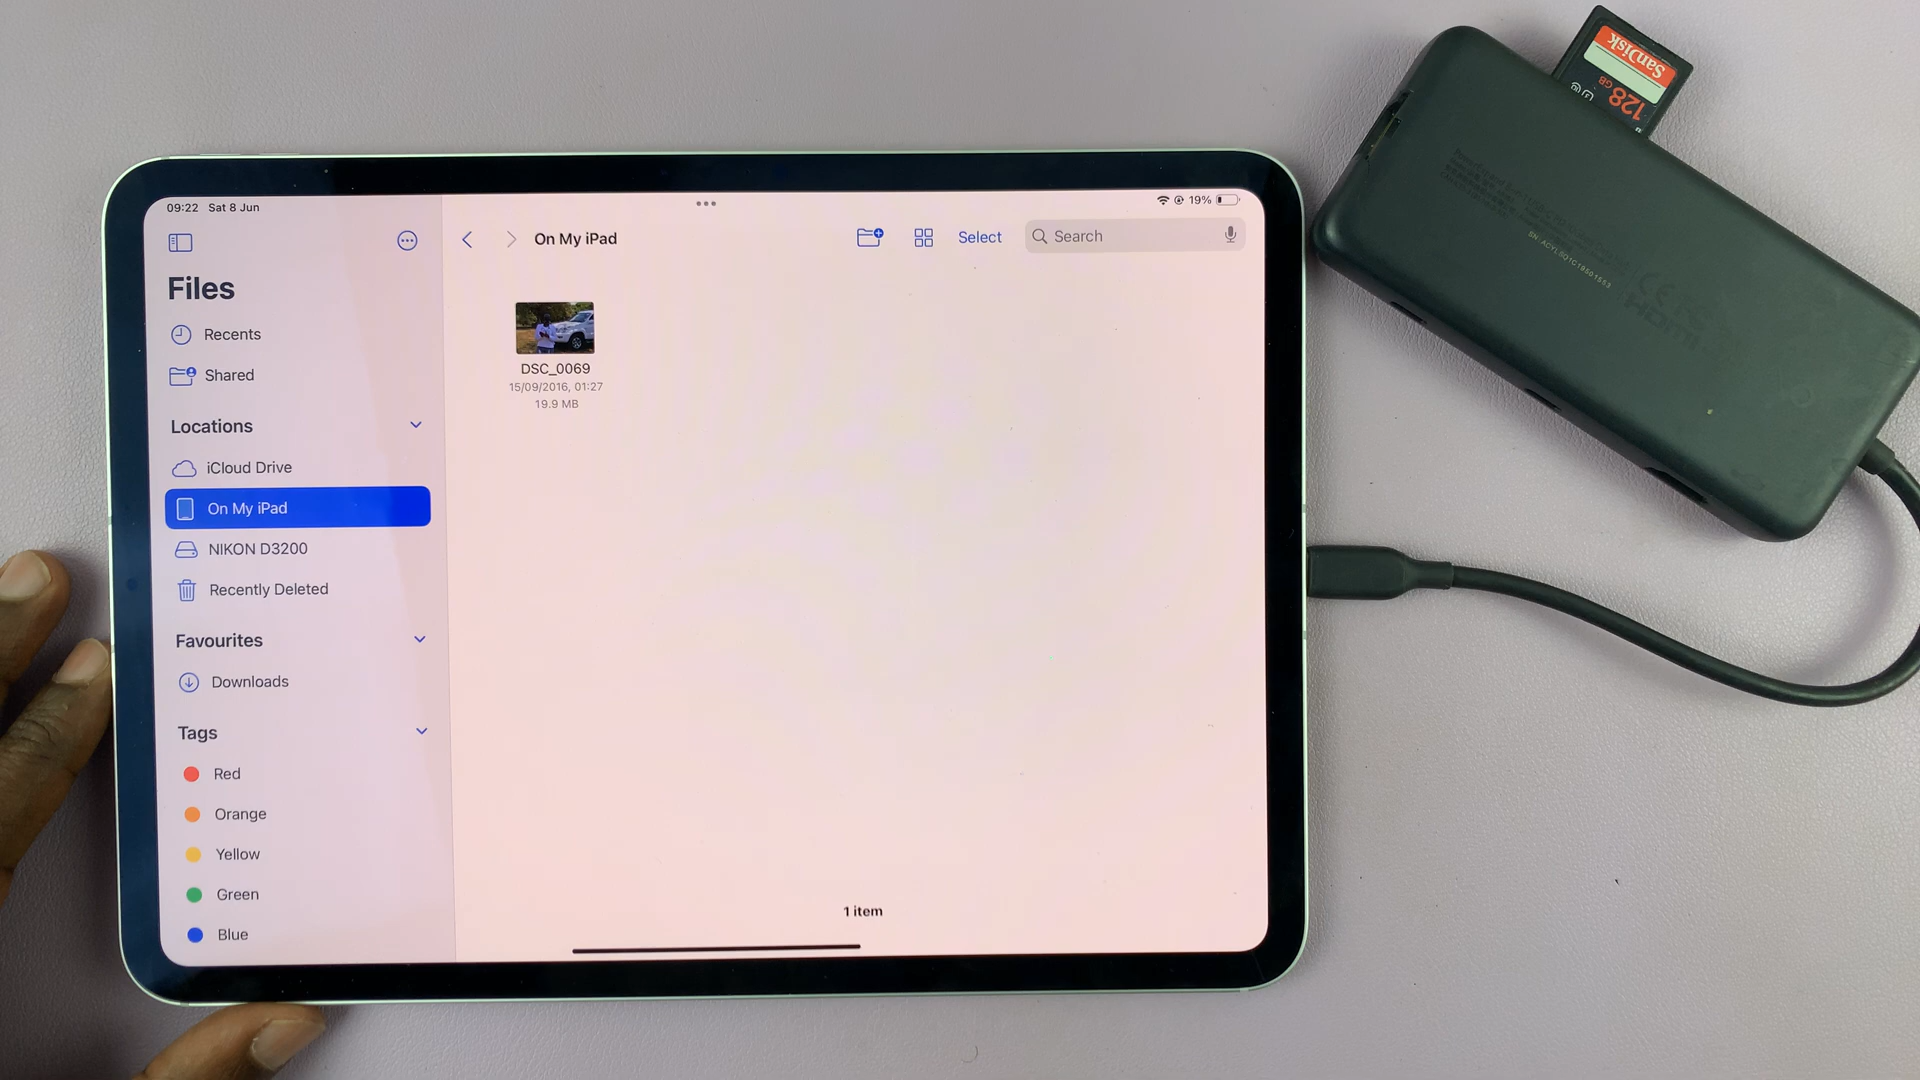 SanDisk
128GB
09:22 Sat 8 Jun
19%
Files
On My iPad
Select
Search
Recents
Shared
DSC_0069
15/09/2016, 01:27
19.9 MB
Locations
iCloud Drive
On My iPad
NIKON D3200
Recently Deleted
Favourites
Downloads
Tags
Red
Orange
Yellow
Green
Blue
1 item
HDMI